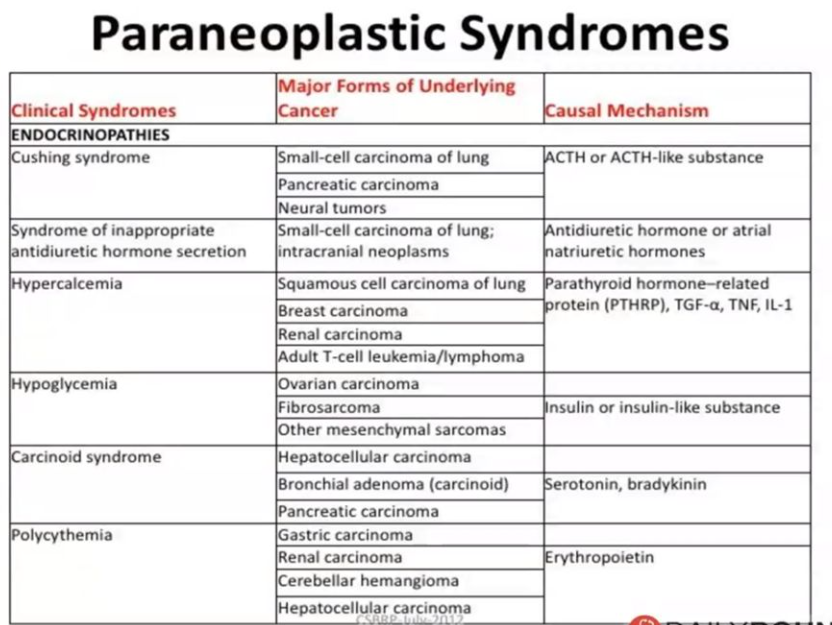 Paraneoplastic Syndromes
Clinical Syndromes
Major Forms of Underlying
Cancer
Causal Mechanism
ENDOCRINOPATHIES
Cushing syndrome
Small-cell carcinoma of lung
ACTH or ACTH-like substance
Pancreatic carcinoma
Neural tumors
Syndrome of inappropriate
antidiuretic hormone secretion
Small-cell carcinoma of lung;
intracranial neoplasms
Antidiuretic hormone or atrial
natriuretic hormones
Hypercalcemia
Squamous cell carcinoma of lung
Parathyroid hormone–related
protein (PTHRP), TGF-α, TNF, IL-1
Breast carcinoma
Renal carcinoma
Adult T-cell leukemia/lymphoma
Hypoglycemia
Ovarian carcinoma
Fibrosarcoma
Insulin or insulin-like substance
Other mesenchymal sarcomas
Carcinoid syndrome
Hepatocellular carcinoma
Bronchial adenoma (carcinoid)
Serotonin, bradykinin
Pancreatic carcinoma
Polycythemia
Gastric carcinoma
Renal carcinoma
Erythropoietin
Cerebellar hemangioma
Hepatocellular carcinoma
CSBRP-July-2012